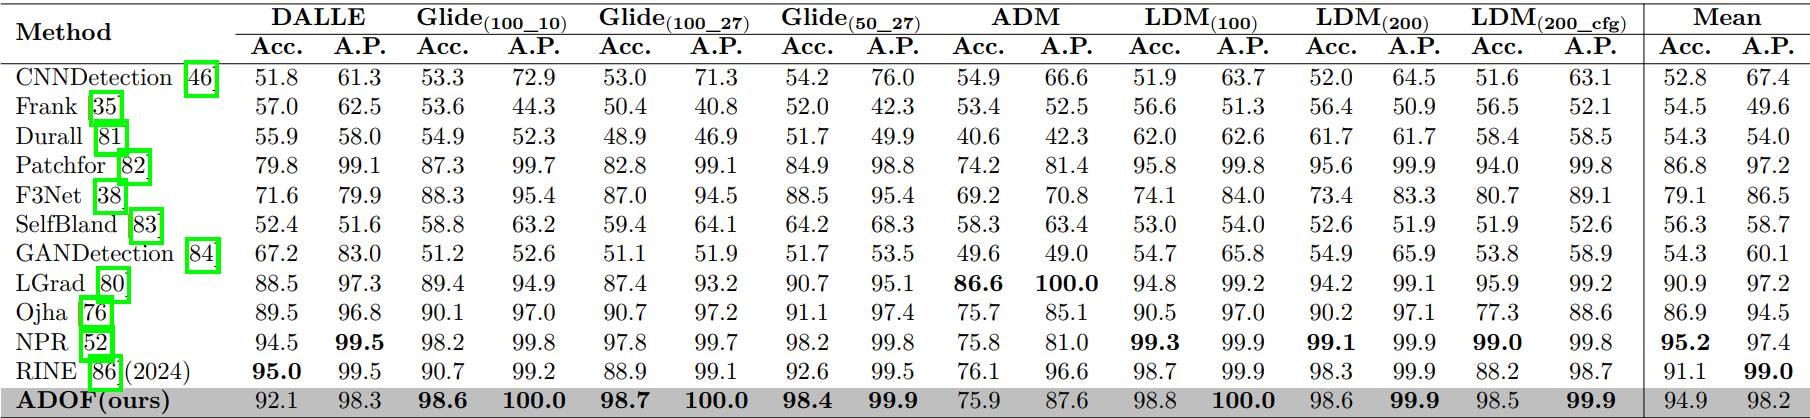 Method DALLE Glide(100_10) Glide(100_27) Glide(50_27) ADM LDM(100) LDM(200) LDM(200_cfg) Mean
Acc. A.P. Acc. A.P. Acc. A.P. Acc. A.P. Acc. A.P. Acc. A.P. Acc. A.P. Acc. A.P. Acc. A.P.
CNNDetection [46] 51.8 61.3 53.3 72.9 53.0 71.3 54.2 76.0 54.9 66.6 51.9 63.7 52.0 64.5 51.6 63.1 52.8 67.4
Frank [35] 57.0 62.5 53.6 44.3 50.4 40.8 52.0 42.3 53.4 52.5 56.6 51.3 56.4 50.9 56.5 52.1 54.5 49.6
Durall [81] 55.9 58.0 54.9 52.3 48.9 46.9 51.7 49.9 40.6 42.3 62.0 62.6 61.7 61.7 58.4 58.5 54.3 54.0
Patchfor [82] 79.8 99.1 87.3 99.7 82.8 99.1 84.9 98.8 74.2 81.4 95.8 99.8 95.6 99.9 94.0 99.8 86.8 97.2
F3Net [38] 71.6 79.9 88.3 95.4 87.0 94.5 88.5 95.4 69.2 70.8 74.1 84.0 73.4 83.3 80.7 89.1 79.1 86.5
SelfBland [83] 52.4 51.6 58.8 63.2 59.4 64.1 64.2 68.3 58.3 63.4 53.0 54.0 52.6 51.9 51.9 52.6 56.3 58.7
GANDetection [84] 67.2 83.0 51.2 52.6 51.1 51.9 51.7 53.5 49.6 49.0 54.7 65.8 54.9 65.9 53.8 58.9 54.3 60.1
LGrad [80] 88.5 97.3 89.4 94.9 87.4 93.2 90.7 95.1 86.6 100.0 94.8 99.2 94.2 99.1 95.9 99.2 90.9 97.2
Ojha [76] 89.5 96.8 90.1 97.0 90.7 97.2 91.1 97.4 75.7 85.1 90.5 97.0 90.2 97.1 77.3 88.6 86.9 94.5
NPR [52] 94.5 99.5 98.2 99.8 97.8 99.7 98.2 99.8 75.8 81.0 99.3 99.9 99.1 99.9 99.0 99.8 95.2 97.4
RINE [86](2024) 95.0 99.5 90.7 99.2 88.9 99.1 92.6 99.5 76.1 96.6 98.7 99.9 98.3 99.9 88.2 98.7 91.1 99.0
ADOF(ours) 92.1 98.3 98.6 100.0 98.7 100.0 98.4 99.9 75.9 87.6 98.8 100.0 98.6 99.9 98.5 99.9 94.9 98.2